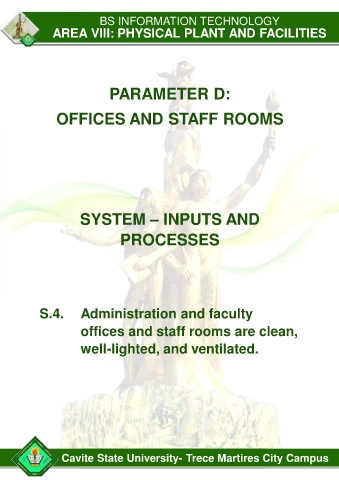 BS INFORMATION TECHNOLOGY
AREA VIII: PHYSICAL PLANT AND FACILITIES
PARAMETER D:
OFFICES AND STAFF ROOMS
SYSTEM – INPUTS AND
PROCESSES
S.4. Administration and faculty
offices and staff rooms are clean,
well-lighted, and ventilated.
Cavite State University- Trece Martires City Campus